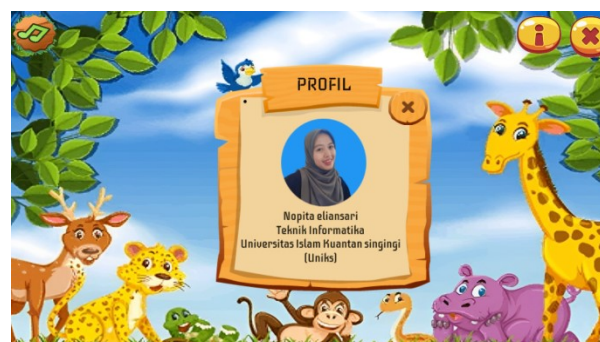 PROFIL
Nopita eliansari
Teknik Informatika
Universitas Islam Kuantan singingi
(Uniks)